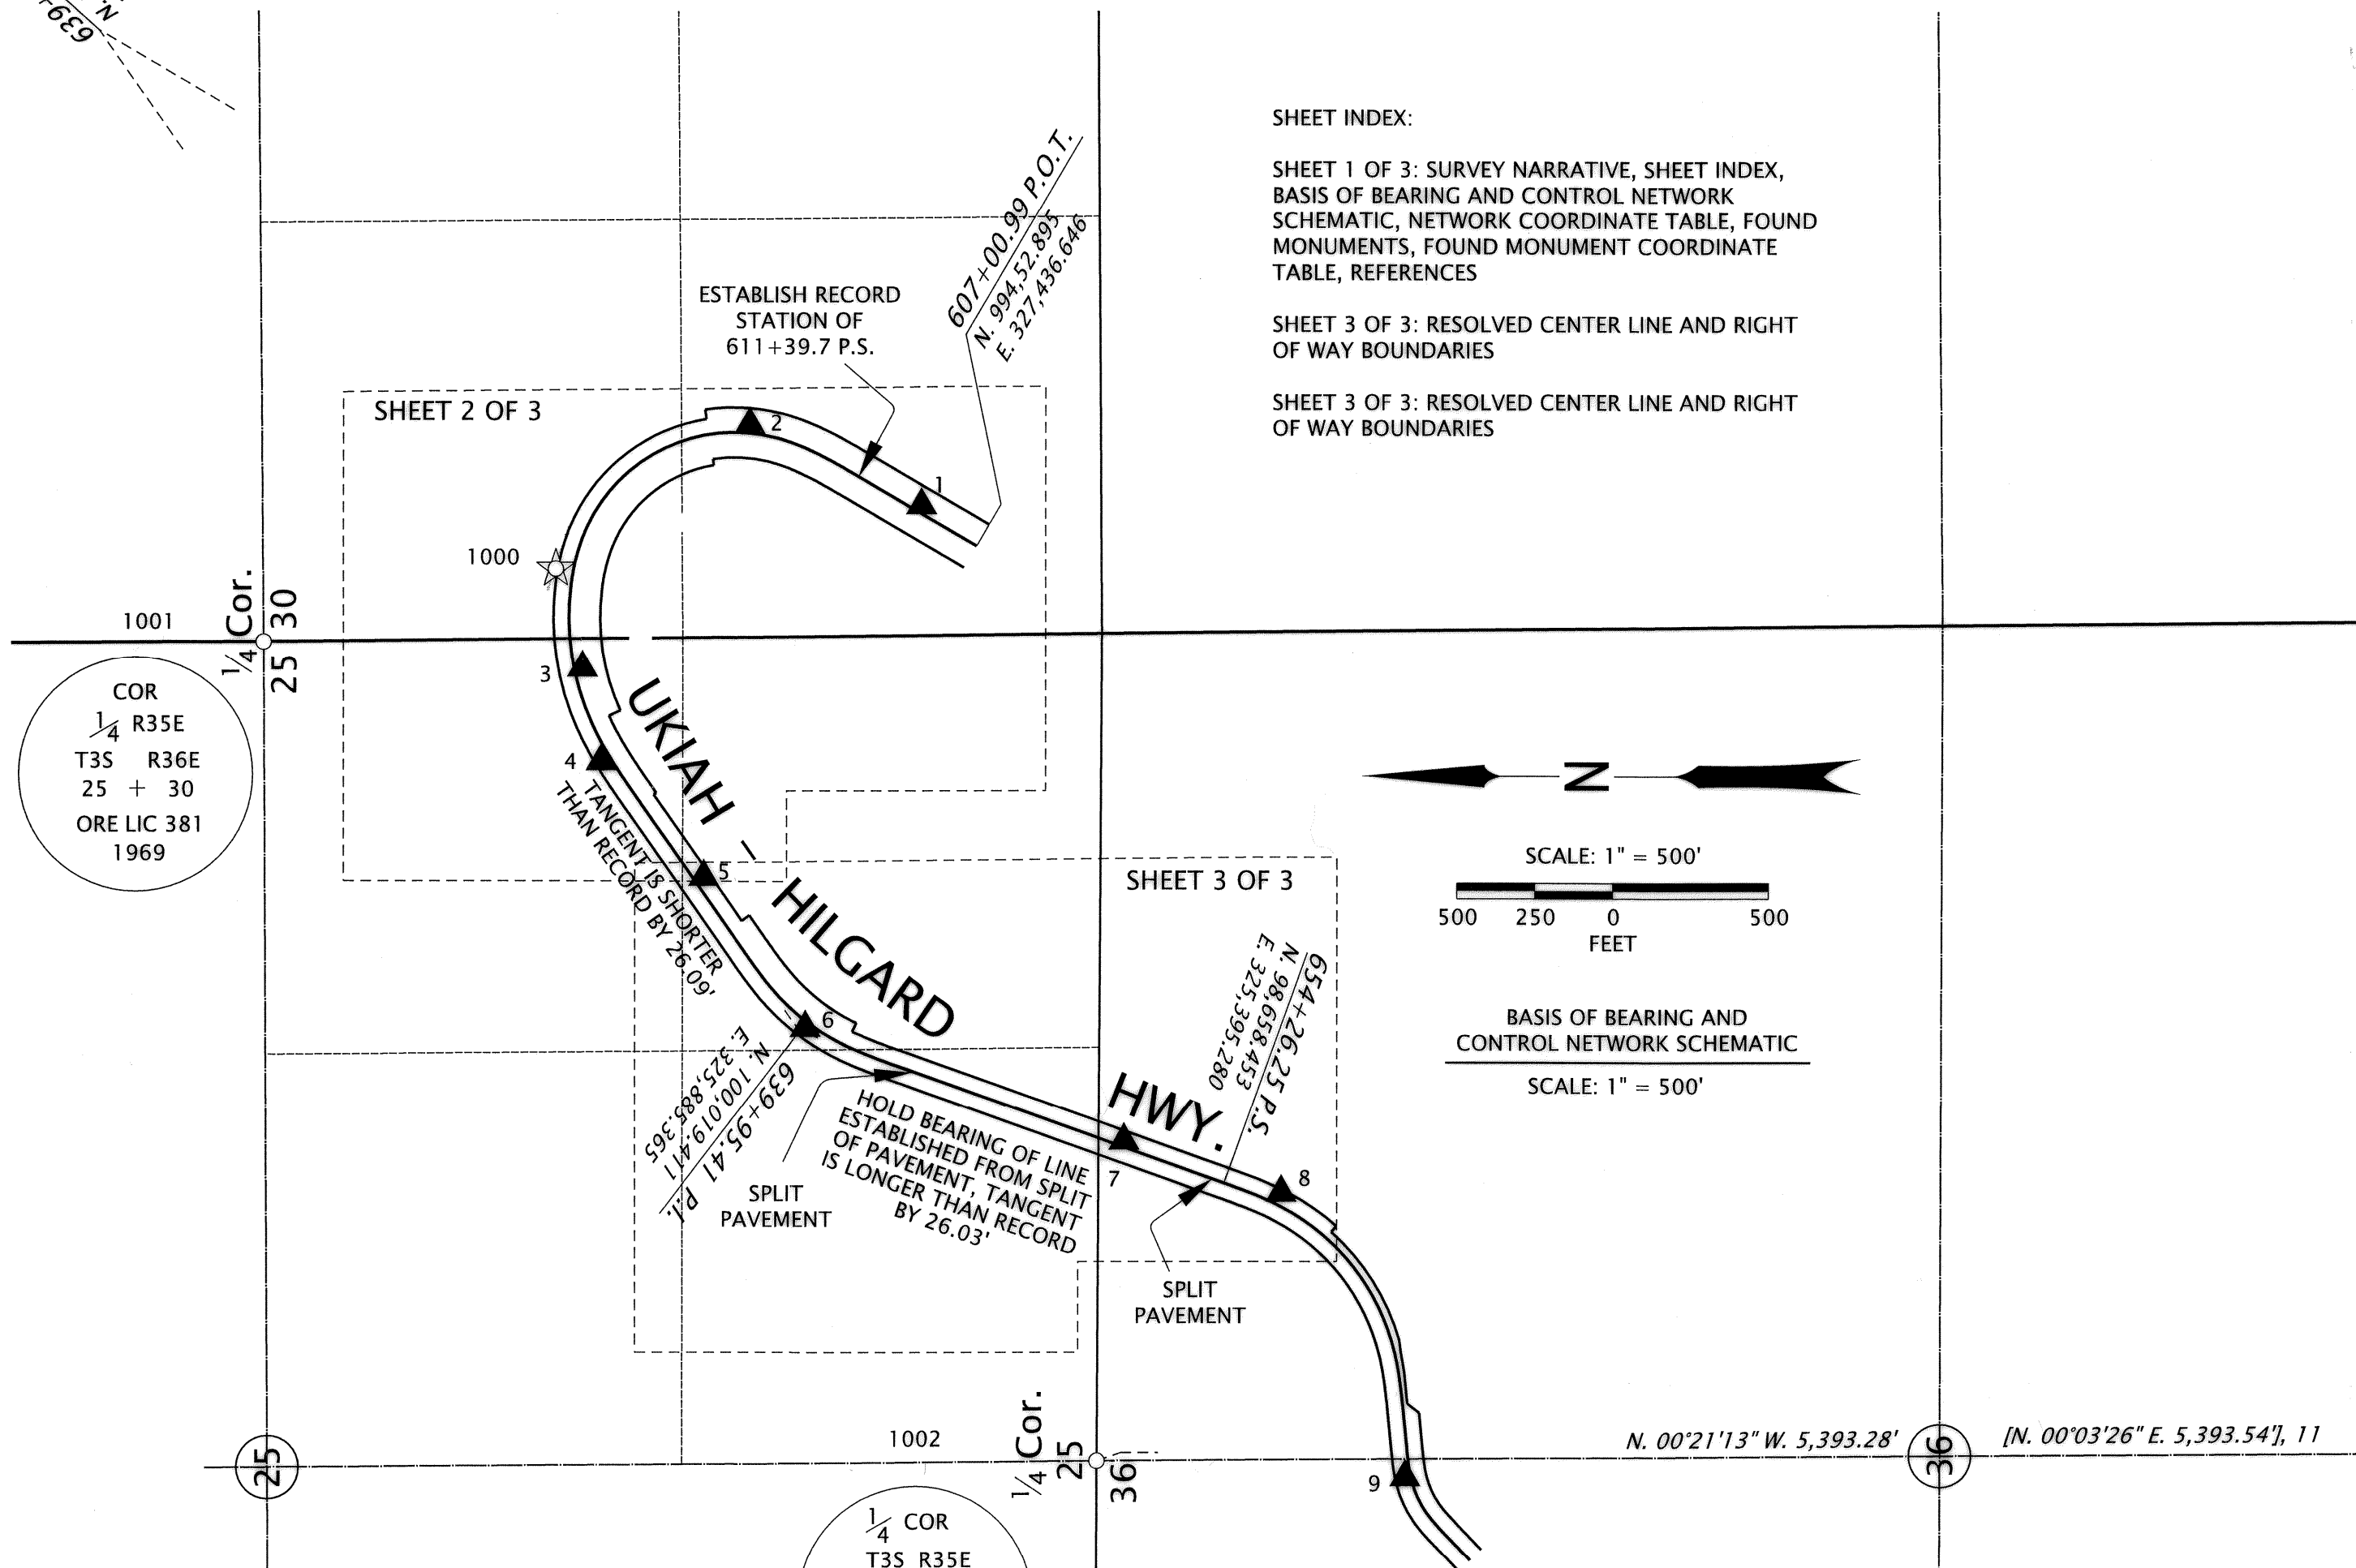 639+
N.
SHEET INDEX:
SHEET 1 OF 3: SURVEY NARRATIVE, SHEET INDEX,
BASIS OF BEARING AND CONTROL NETWORK
SCHEMATIC, NETWORK COORDINATE TABLE, FOUND
MONUMENTS, FOUND MONUMENT COORDINATE
TABLE, REFERENCES
SHEET 3 OF 3: RESOLVED CENTER LINE AND RIGHT
OF WAY BOUNDARIES
SHEET 3 OF 3: RESOLVED CENTER LINE AND RIGHT
OF WAY BOUNDARIES
607+00.99 P.O.T.
N. 994,52.895
E. 327,436.646
ESTABLISH RECORD
STATION OF
611+39.7 P.S.
SHEET 2 OF 3
2
1
1000
1001
1/4 Cor.
25 30
3
4
5
COR
1/4 R35E
T3S R36E
25 + 30
ORE LIC 381
1969
UKIAH - HILGARD HWY.
TANGENT IS SHORTER
THAN RECORD BY 26.09'
N
SCALE: 1" = 500'
500 250 0 500
FEET
SHEET 3 OF 3
BASIS OF BEARING AND
CONTROL NETWORK SCHEMATIC
SCALE: 1" = 500'
654+26.25 P.S.
N. 98,658.453
E. 325,395.280
6
639+95.41 P.I.
N. 100,019.411
E. 325,885.365
HOLD BEARING OF LINE
ESTABLISHED FROM SPLIT
OF PAVEMENT, TANGENT
IS LONGER THAN RECORD
BY 26.03'
SPLIT
PAVEMENT
7
8
SPLIT
PAVEMENT
1002
1/4 Cor.
25
36
25
9
N. 00°21'13" W. 5,393.28'
36
[N. 00°03'26" E. 5,393.54'], 11
1/4 COR
T3S R35E